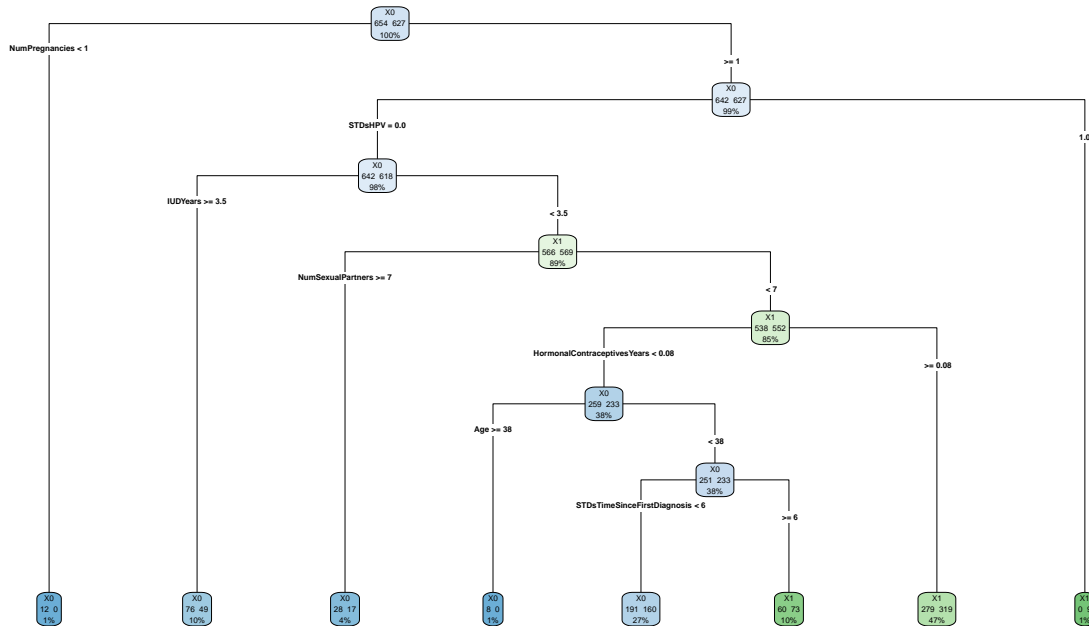 X0
654 627
100%
NumPregnancies < 1
>= 1
X0
642 627
99%
STDsHPV = 0.0
1.0
X0
642 618
98%
IUDYears >= 3.5
< 3.5
X1
566 569
89%
NumSexualPartners >= 7
< 7
X1
538 552
85%
HormonalContraceptivesYears < 0.08
>= 0.08
X0
259 233
38%
Age >= 38
< 38
X0
251 233
38%
STDsTimeSinceFirstDiagnosis < 6
>= 6
X0
12 0
1%
X0
76 49
10%
X0
28 17
4%
X0
8 0
1%
X0
191 160
27%
X1
60 73
10%
X1
279 319
47%
X1
0 9
1%